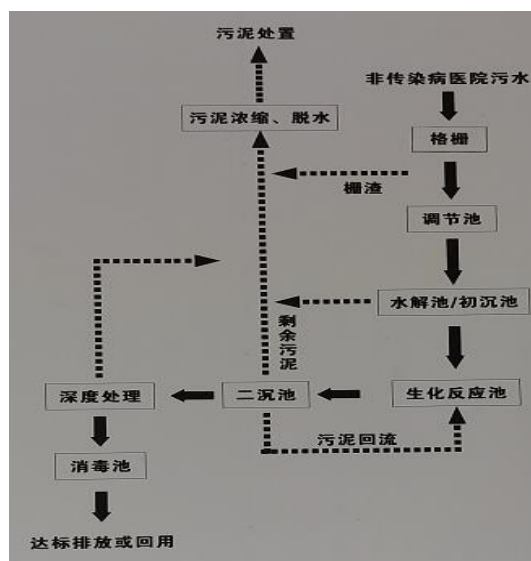 污泥处置
非传染病医院污水
污泥浓缩、脱水
格栅
栅渣
调节池
水解池/初沉池
剩余污泥
深度处理
二沉池
生化反应池
污泥回流
消毒池
达标排放或回用